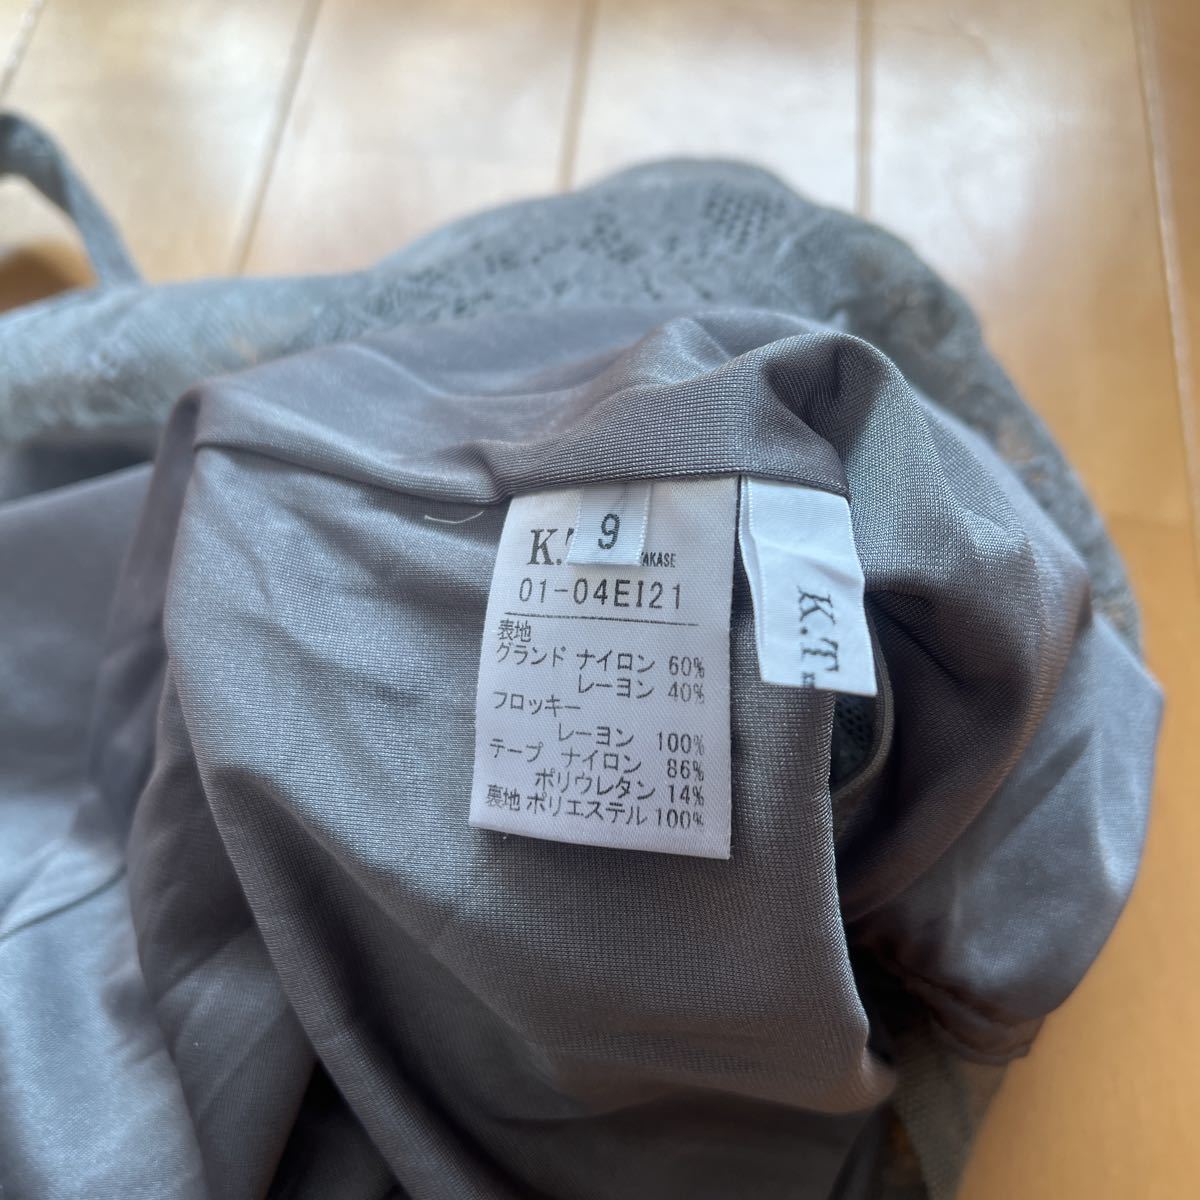 K.T
9
AKASE
01-04EI21
表地
グランド ナイロン 60%
レーヨン 40%
フロッキー
レーヨン 100%
テープ ナイロン 86%
ポリウレタン 14%
裏地 ポリエステル 100%
K.T